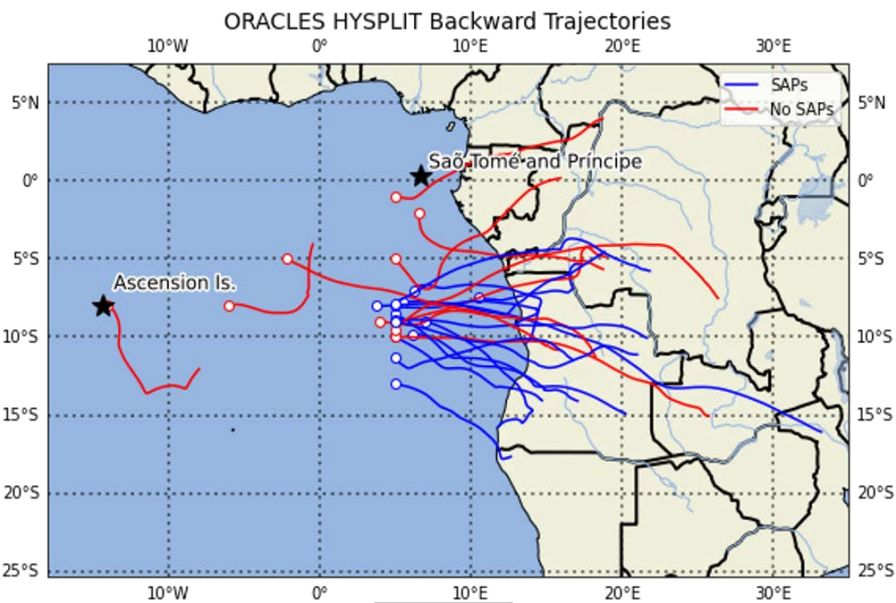 ORACLES HYSPLIT Backward Trajectories
10°W 0° 10°E 20°E 30°E
SAPs
No SAPs
5°N 5°N
Saõ Tomé and Príncipe
0° 0°
5°S 5°S
Ascension Is.
10°S 10°S
15°S 15°S
20°S 20°S
25°S 25°S
10°W 0° 10°E 20°E 30°E